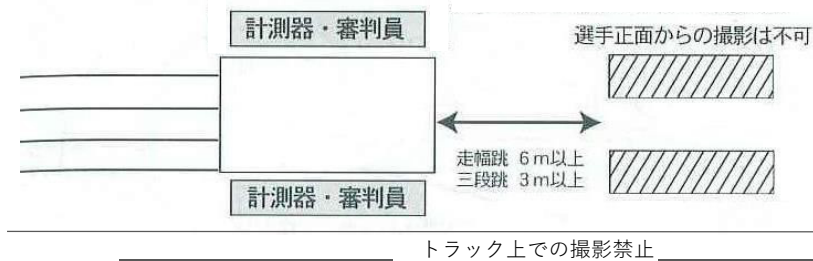 計測器・審判員
選手正面からの撮影は不可
走幅跳 6m以上
三段跳 3m以上
計測器・審判員
トラック上での撮影禁止